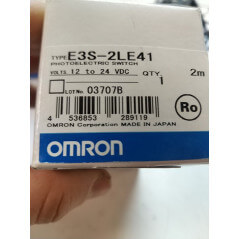 TYPE E3S-2LE41
PHOTOELECTRIC SWITCH
VOLTS 12 to 24 VDC QTY 2m
1
LOT No. 03707B
Ro
4 536853 289119
OMRON Corporation MADE IN JAPAN
OMRON